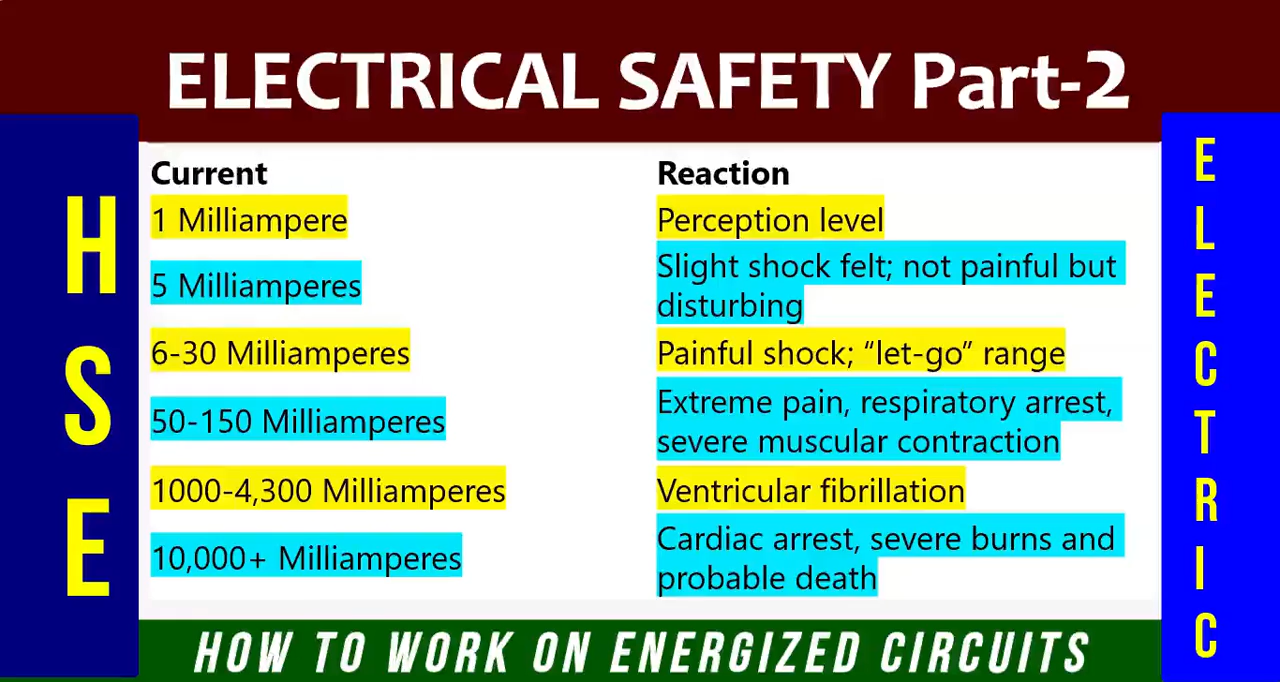 ELECTRICAL SAFETY Part-2
HSE
Current
Reaction
1 Milliampere
Perception level
5 Milliamperes
Slight shock felt; not painful but
disturbing
6-30 Milliamperes
Painful shock; “let-go” range
50-150 Milliamperes
Extreme pain, respiratory arrest,
severe muscular contraction
1000-4,300 Milliamperes
Ventricular fibrillation
10,000+ Milliamperes
Cardiac arrest, severe burns and
probable death
ELECTRIC
HOW TO WORK ON ENERGIZED CIRCUITS